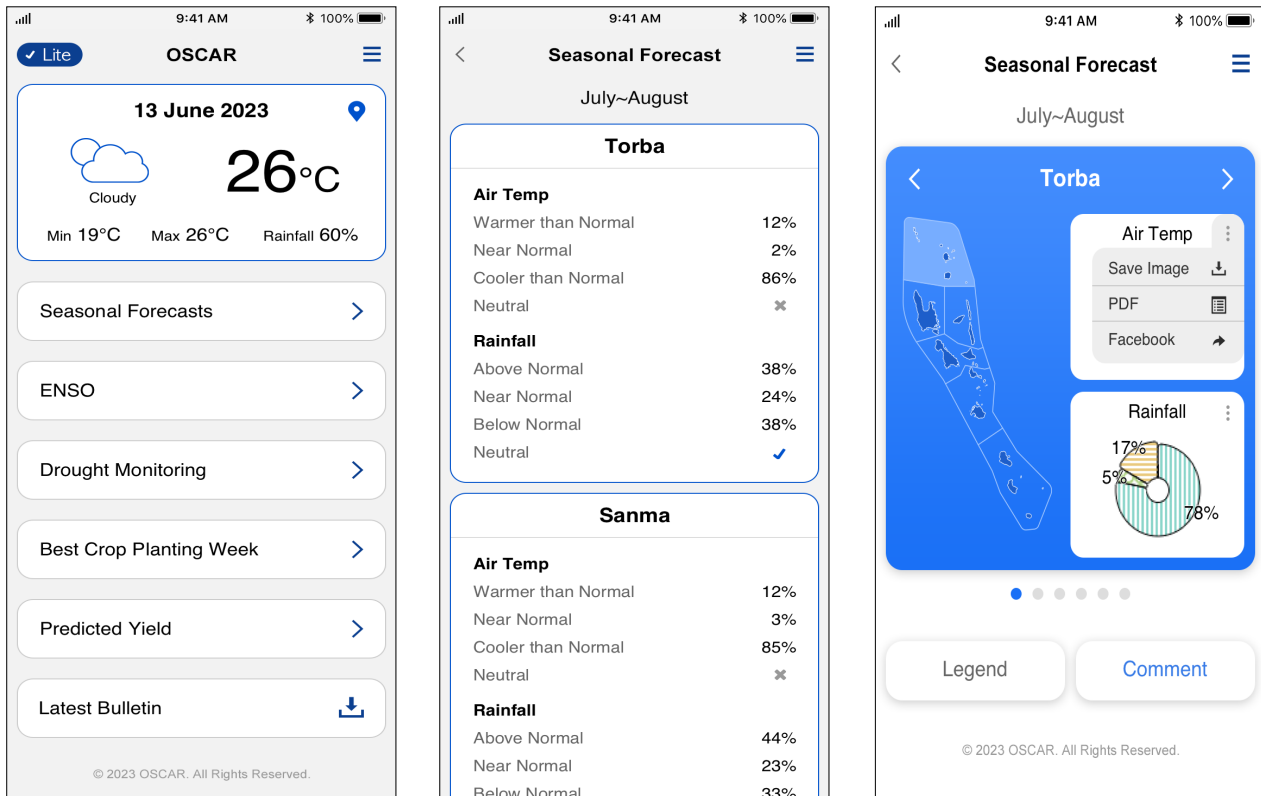 9:41 AM
100%
Lite
OSCAR
13 June 2023
Cloudy
26°C
Min 19°C Max 26°C Rainfall 60%
Seasonal Forecasts
ENSO
Drought Monitoring
Best Crop Planting Week
Predicted Yield
Latest Bulletin
© 2023 OSCAR. All Rights Reserved.
9:41 AM
100%
Seasonal Forecast
July~August
Torba
Air Temp
Warmer than Normal 12%
Near Normal 2%
Cooler than Normal 86%
Neutral
Rainfall
Above Normal 38%
Near Normal 24%
Below Normal 38%
Neutral
Sanma
Air Temp
Warmer than Normal 12%
Near Normal 3%
Cooler than Normal 85%
Neutral
Rainfall
Above Normal 44%
Near Normal 23%
Below Normal 33%
9:41 AM
100%
Seasonal Forecast
July~August
Torba
Air Temp
Save Image
PDF
Facebook
Rainfall
17%
5%
78%
Legend
Comment
© 2023 OSCAR. All Rights Reserved.